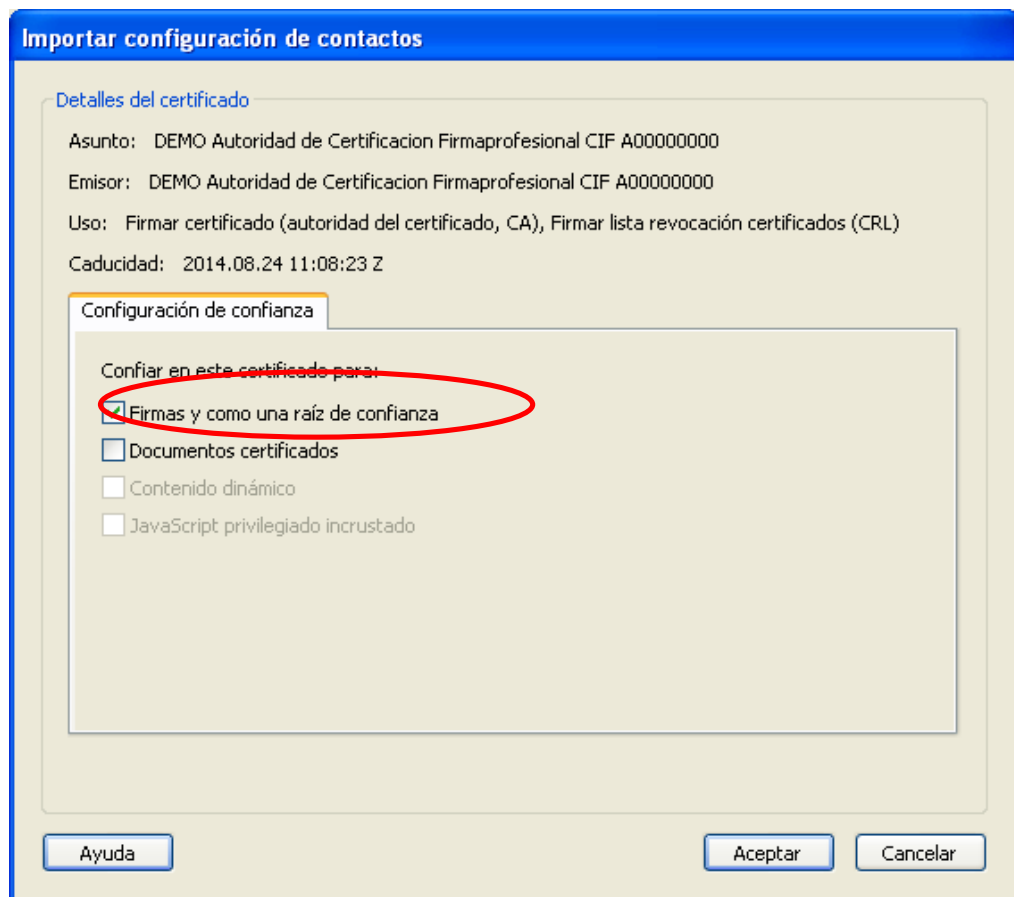 Importar configuración de contactos
Detalles del certificado
Asunto: DEMO Autoridad de Certificacion Firmaprofesional CIF A00000000
Emisor: DEMO Autoridad de Certificacion Firmaprofesional CIF A00000000
Uso: Firmar certificado (autoridad del certificado, CA), Firmar lista revocación certificados (CRL)
Caducidad: 2014.08.24 11:08:23 Z
Configuración de confianza
Confiar en este certificado para:
Firmas y como una raíz de confianza
Documentos certificados
Contenido dinámico
JavaScript privilegiado incrustado
Ayuda Aceptar Cancelar